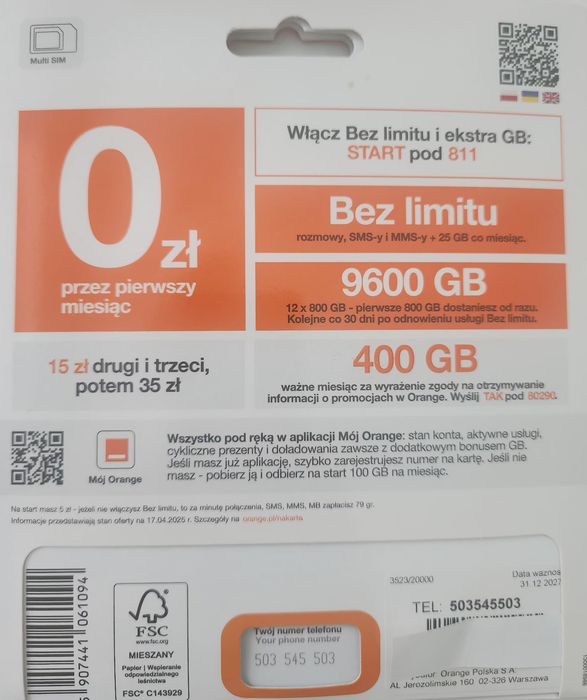 Multi SIM
0 zł
przez pierwszy
miesiąc
15 zł drugi i trzeci,
potem 35 zł
Włącz Bez limitu i ekstra GB:
START pod 811
Bez limitu
rozmowy, SMS-y i MMS-y + 25 GB co miesiąc.
9600 GB
12 x 800 GB - pierwsze 800 GB dostaniesz od razu.
Kolejne co 30 dni po odnowieniu usługi Bez limitu.
400 GB
ważne miesiąc za wyrażenie zgody na otrzymywanie
informacji o promocjach w Orange. Wyślij TAK pod 80290.
Mój Orange
Wszystko pod ręką w aplikacji Mój Orange: stan konta, aktywne usługi,
cykliczne prezenty i doładowania zawsze z dodatkowym bonusem GB.
Jeśli masz już aplikację, szybko zarejestrujesz numer na kartę. Jeśli nie
masz - pobierz ją i odbierz na start 100 GB na miesiąc.
Na start masz 5 zł - jeżeli nie włączysz Bez limitu, to za minutę połączenia, SMS, MMS, MB zapłacisz 79 gr.
Informacje przedstawiają stan oferty na 17.04.2025 r. Szczegóły na orange.pl/nakarte
5 907441 061094
FSC
www.fsc.org
MIESZANY
Papier | Wspieranie
odpowiedzialnego
leśnictwa
FSC® C143929
Twój numer telefonu
Your phone number
503 545 503
3523/20000
Data ważnoś
31.12.2027
TEL: 503545503
Orange Polska S.A.
AL. Jerozolimskie 160 02-326 Warszawa